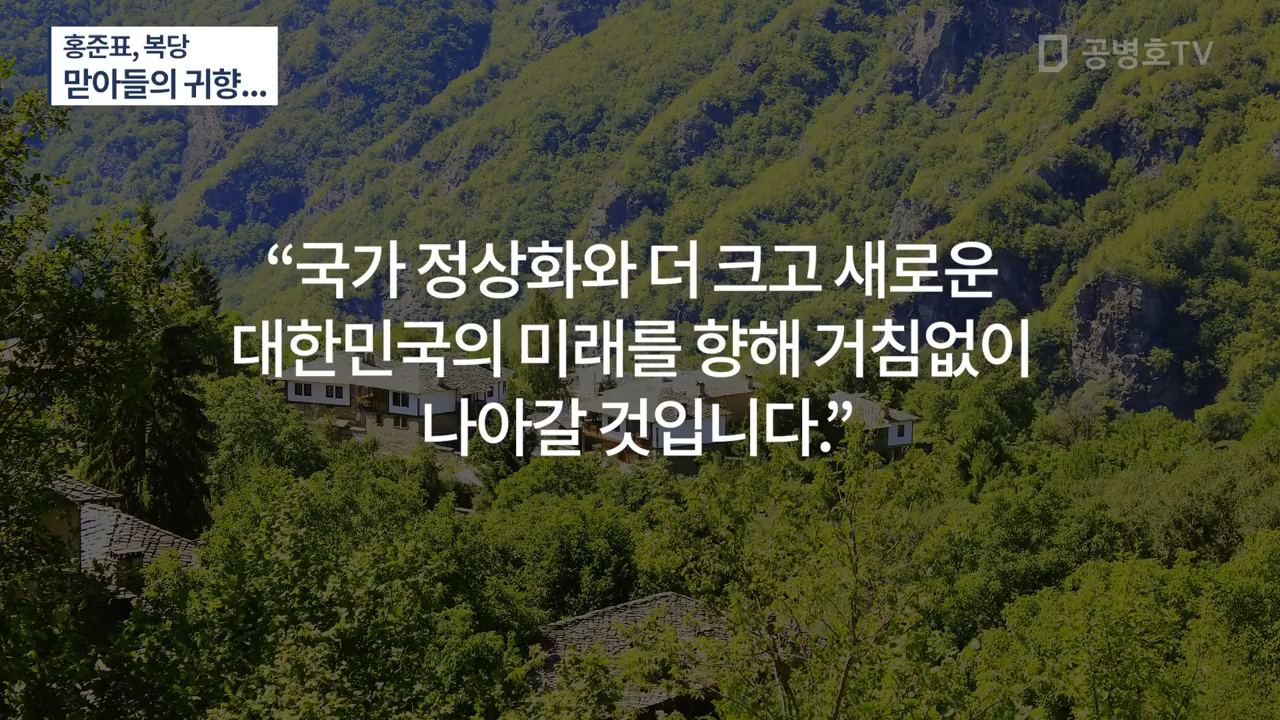 홍준표, 복당
맏아들의 귀향...
공병호TV
“국가 정상화와 더 크고 새로운
대한민국의 미래를 향해 거침없이
나아갈 것입니다.”